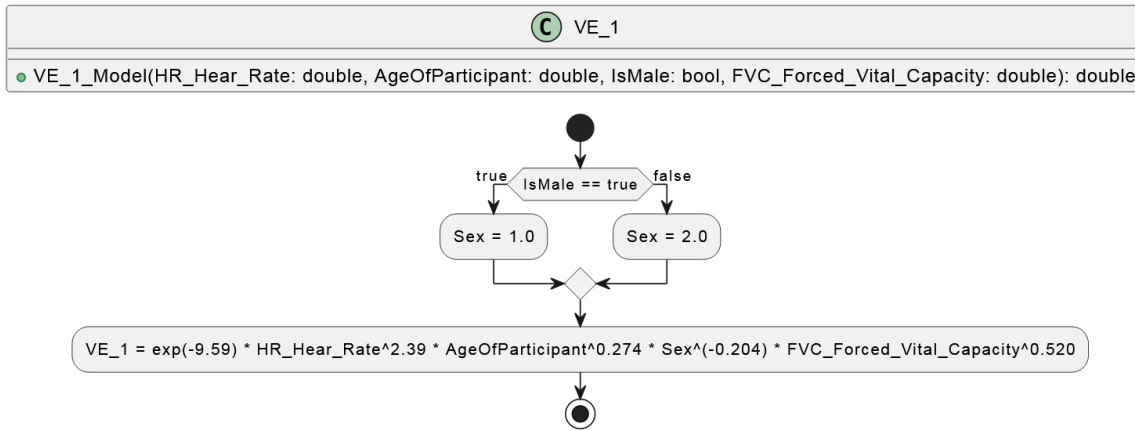 C VE_1
VE_1_Model(HR_Hear_Rate: double, AgeOfParticipant: double, IsMale: bool, FVC_Forced_Vital_Capacity: double): double
true IsMale == true false
Sex = 1.0 Sex = 2.0
VE_1 = exp(-9.59) * HR_Hear_Rate^2.39 * AgeOfParticipant^0.274 * Sex^(-0.204) * FVC_Forced_Vital_Capacity^0.520